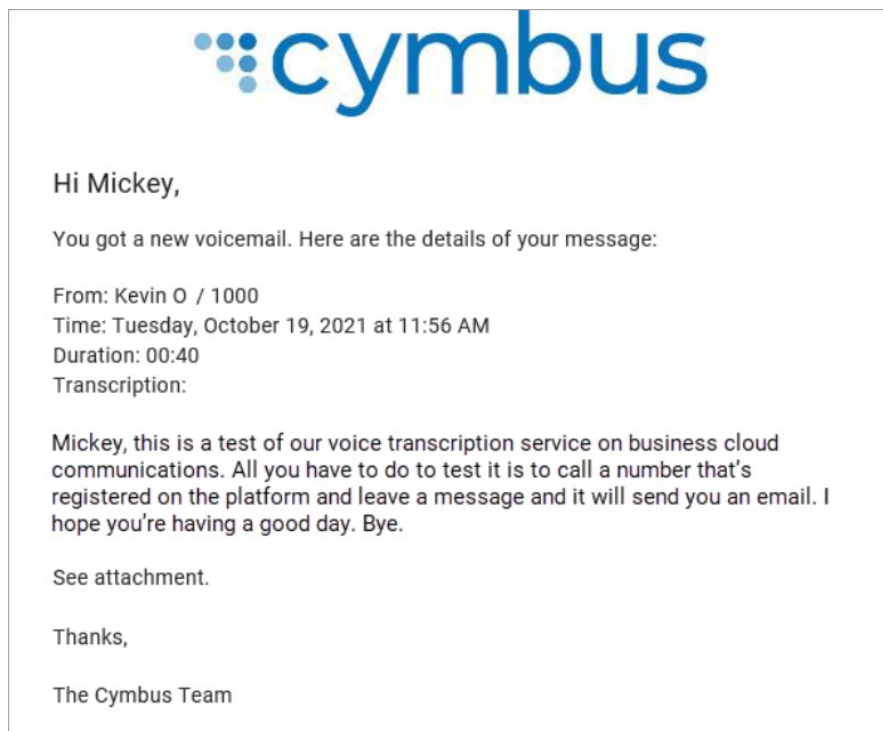 cymbus
Hi Mickey,
You got a new voicemail. Here are the details of your message:
From: Kevin O / 1000
Time: Tuesday, October 19, 2021 at 11:56 AM
Duration: 00:40
Transcription:
Mickey, this is a test of our voice transcription service on business cloud
communications. All you have to do to test it is to call a number that’s
registered on the platform and leave a message and it will send you an email. I
hope you’re having a good day. Bye.
See attachment.
Thanks,
The Cymbus Team